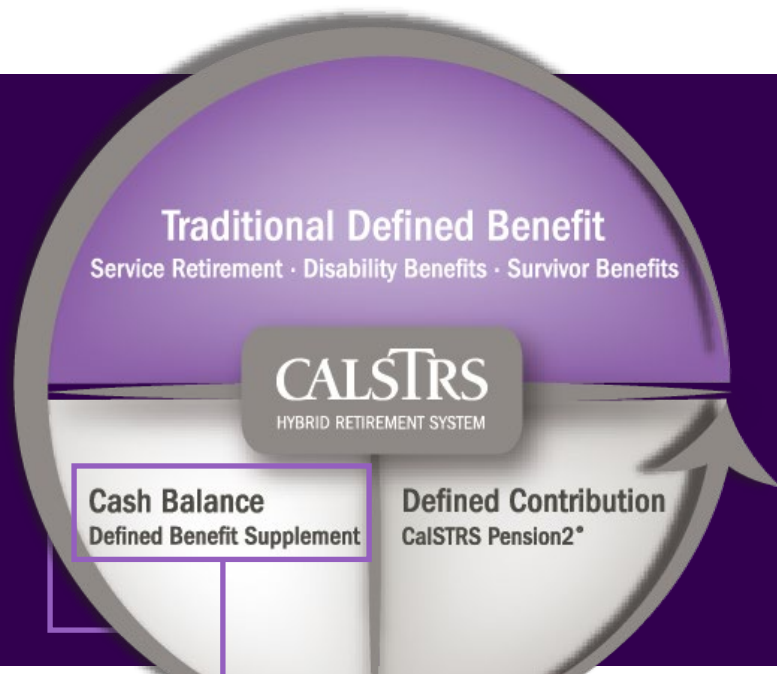 Traditional Defined Benefit
Service Retirement · Disability Benefits · Survivor Benefits
CALSTRS
HYBRID RETIREMENT SYSTEM
Cash Balance
Defined Benefit Supplement
Defined Contribution
CalSTRS Pension2®